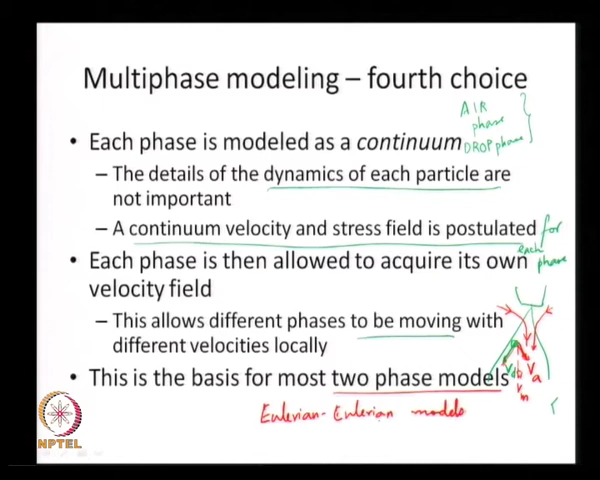 Multiphase modeling – fourth choice
AIR
phase
• Each phase is modeled as a continuum DROP phase
– The details of the dynamics of each particle are
not important
– A continuum velocity and stress field is postulated for
each
• Each phase is then allowed to acquire its own phase
velocity field
– This allows different phases to be moving with
different velocities locally
• This is the basis for most two phase models
Eulerian-Eulerian models
Va
Vm
NPTEL